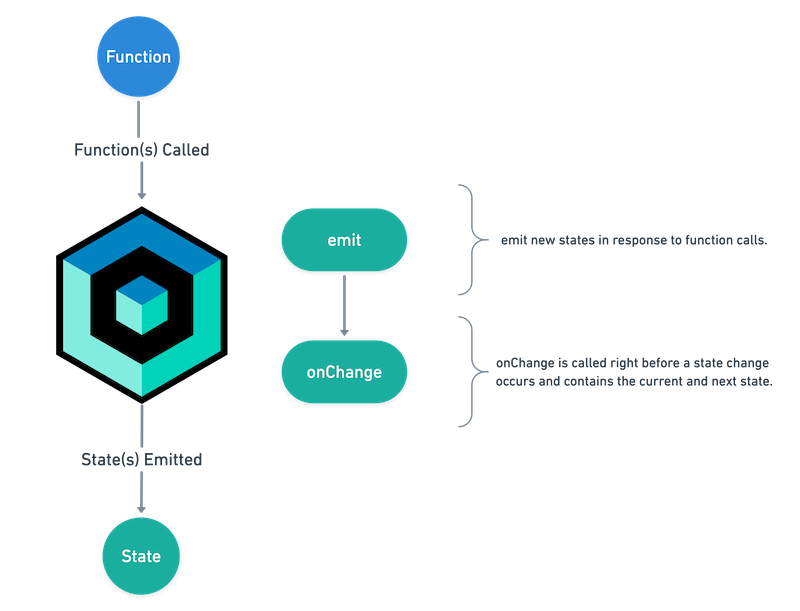 Function
Function(s) Called
emit
emit new states in response to function calls.
onChange
onChange is called right before a state change
occurs and contains the current and next state.
State(s) Emitted
State